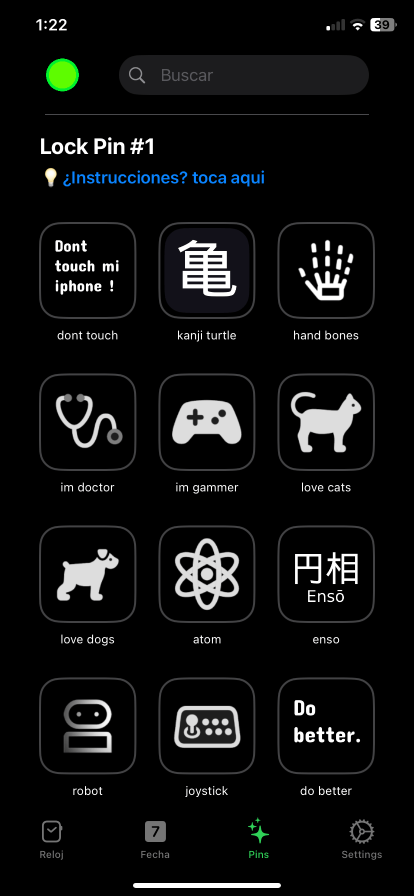 1:22
39
Buscar
Lock Pin #1
¿Instrucciones? toca aqui
Dont
touch mi
iphone !
亀
dont touch
kanji turtle
hand bones
im doctor
im gammer
love cats
円相
Ensō
love dogs
atom
enso
Do
better.
robot
joystick
do better
7
Reloj
Fecha
Pins
Settings